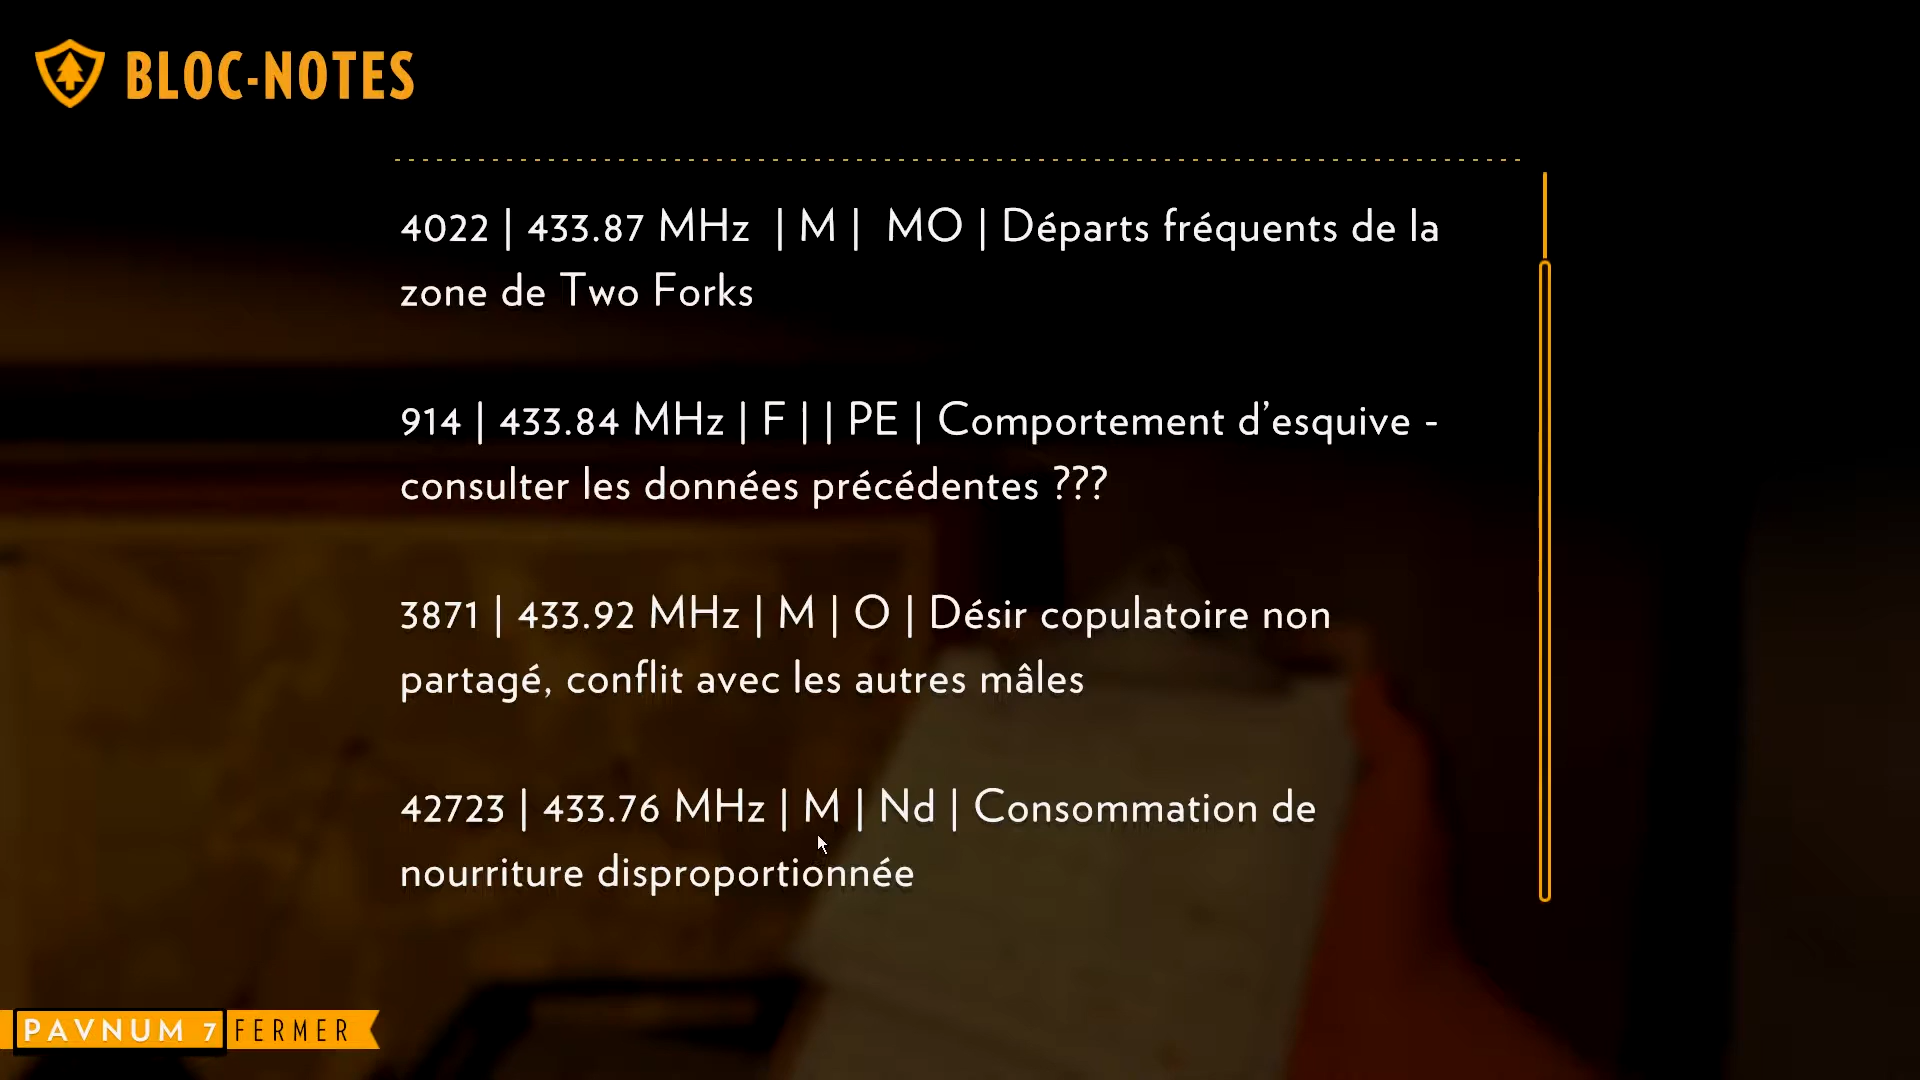 BLOC-NOTES
4022 | 433.87 MHz | M | MO | Départs fréquents de la
zone de Two Forks
914 | 433.84 MHz | F | | PE | Comportement d’esquive -
consulter les données précédentes ???
3871 | 433.92 MHz | M | O | Désir copulatoire non
partagé, conflit avec les autres mâles
42723 | 433.76 MHz | M | Nd | Consommation de
nourriture disproportionnée
PAVNUM 7 FERMER